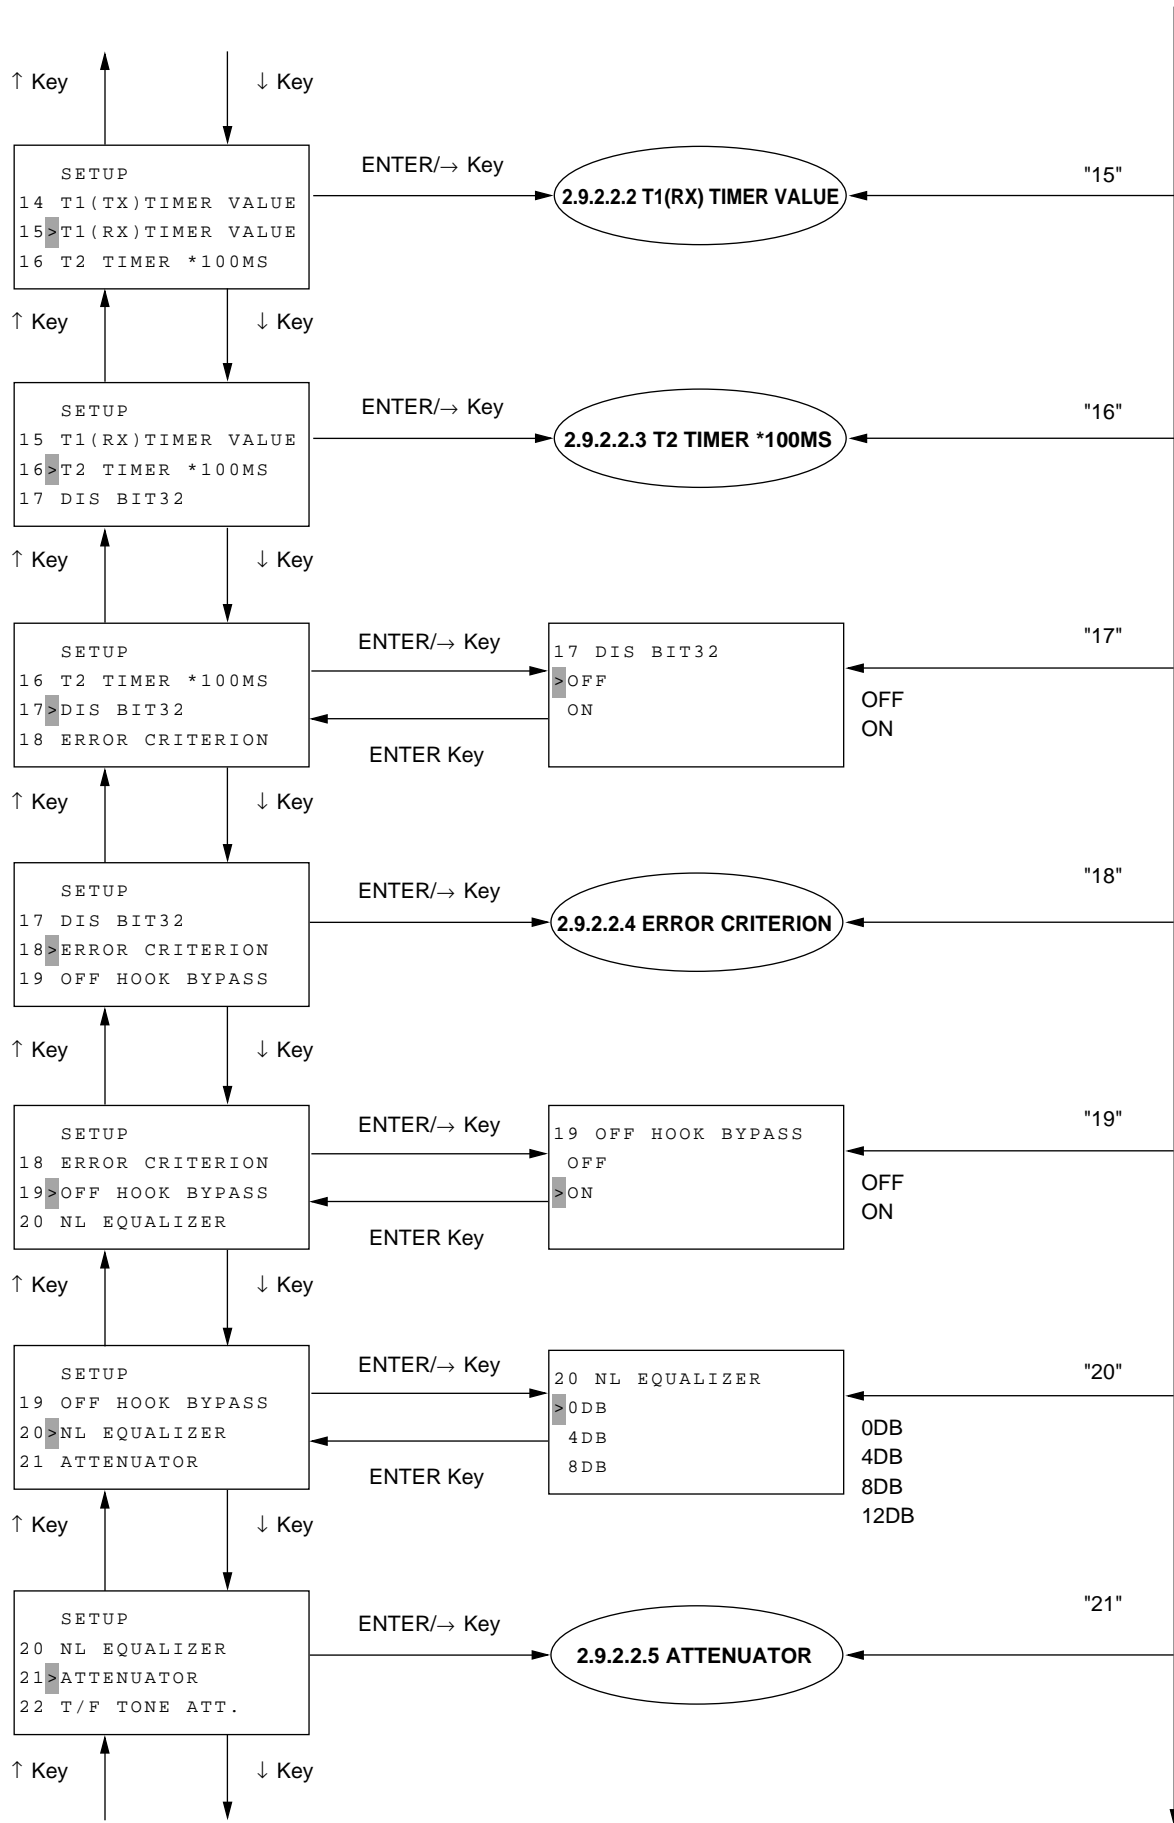 ↑ Key
↓ Key
SETUP
14 T1(TX)TIMER VALUE
15>T1(RX)TIMER VALUE
16 T2 TIMER *100MS
ENTER/→ Key
2.9.2.2.2 T1(RX) TIMER VALUE
"15"
↑ Key
↓ Key
SETUP
15 T1(RX)TIMER VALUE
16>T2 TIMER *100MS
17 DIS BIT32
ENTER/→ Key
2.9.2.2.3 T2 TIMER *100MS
"16"
↑ Key
↓ Key
SETUP
16 T2 TIMER *100MS
17>DIS BIT32
18 ERROR CRITERION
ENTER/→ Key
ENTER Key
17 DIS BIT32
>OFF
ON
"17"
OFF
ON
↑ Key
↓ Key
SETUP
17 DIS BIT32
18>ERROR CRITERION
19 OFF HOOK BYPASS
ENTER/→ Key
2.9.2.2.4 ERROR CRITERION
"18"
↑ Key
↓ Key
SETUP
18 ERROR CRITERION
19>OFF HOOK BYPASS
20 NL EQUALIZER
ENTER/→ Key
ENTER Key
19 OFF HOOK BYPASS
OFF
>ON
"19"
OFF
ON
↑ Key
↓ Key
SETUP
19 OFF HOOK BYPASS
20>NL EQUALIZER
21 ATTENUATOR
ENTER/→ Key
ENTER Key
20 NL EQUALIZER
>0DB
4DB
8DB
"20"
0DB
4DB
8DB
12DB
↑ Key
↓ Key
SETUP
20 NL EQUALIZER
21>ATTENUATOR
22 T/F TONE ATT.
ENTER/→ Key
2.9.2.2.5 ATTENUATOR
"21"
↑ Key
↓ Key